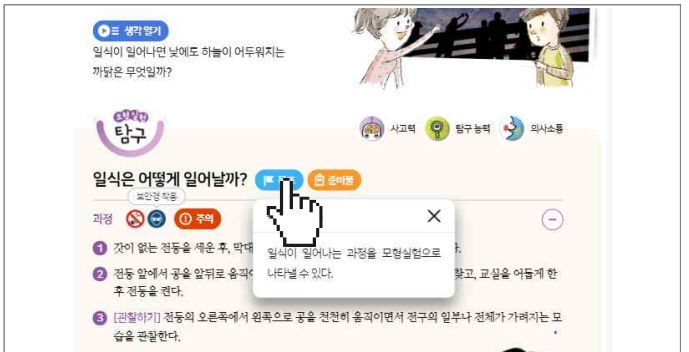 생각 열기
일식이 일어나면 낮에도 하늘이 어두워지는
까닭은 무엇일까?
모형실험
탐구
사고력 탐구 능력 의사소통
일식은 어떻게 일어날까?
준비물
보안경 착용
과정 주의
일식이 일어나는 과정을 모형실험으로
나타낼 수 있다.
1 갓이 없는 전등을 세운 후, 막대
2 전등 앞에서 공을 앞뒤로 움직이 찾고, 교실을 어둡게 한
후 전등을 켠다.
3 [관찰하기] 전등의 오른쪽에서 왼쪽으로 공을 천천히 움직이면서 전구의 일부나 전체가 가려지는 모
습을 관찰한다.